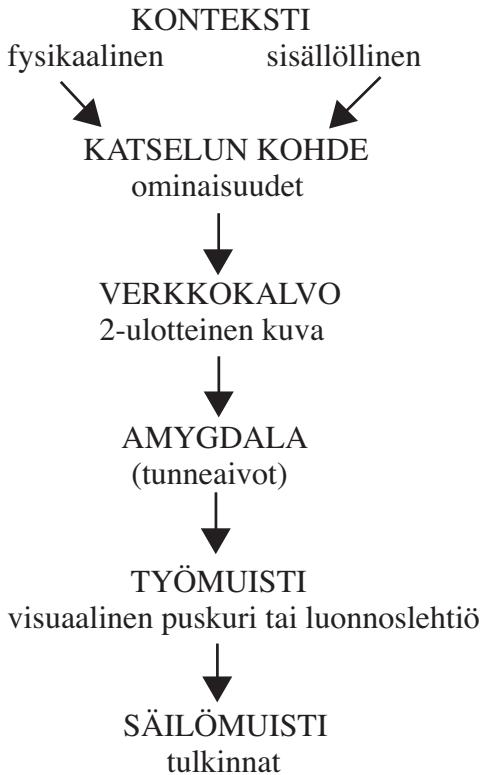 KONTEKSTI
fysikaalinen sisällöllinen
KATSELUN KOHDE
ominaisuudet
VERKKOKALVO
2-ulotteinen kuva
AMYGDALA
(tunneaivot)
TYÖMUISTI
visuaalinen puskuri tai luonnoslehtiö
SÄILÖMUISTI
tulkinnat